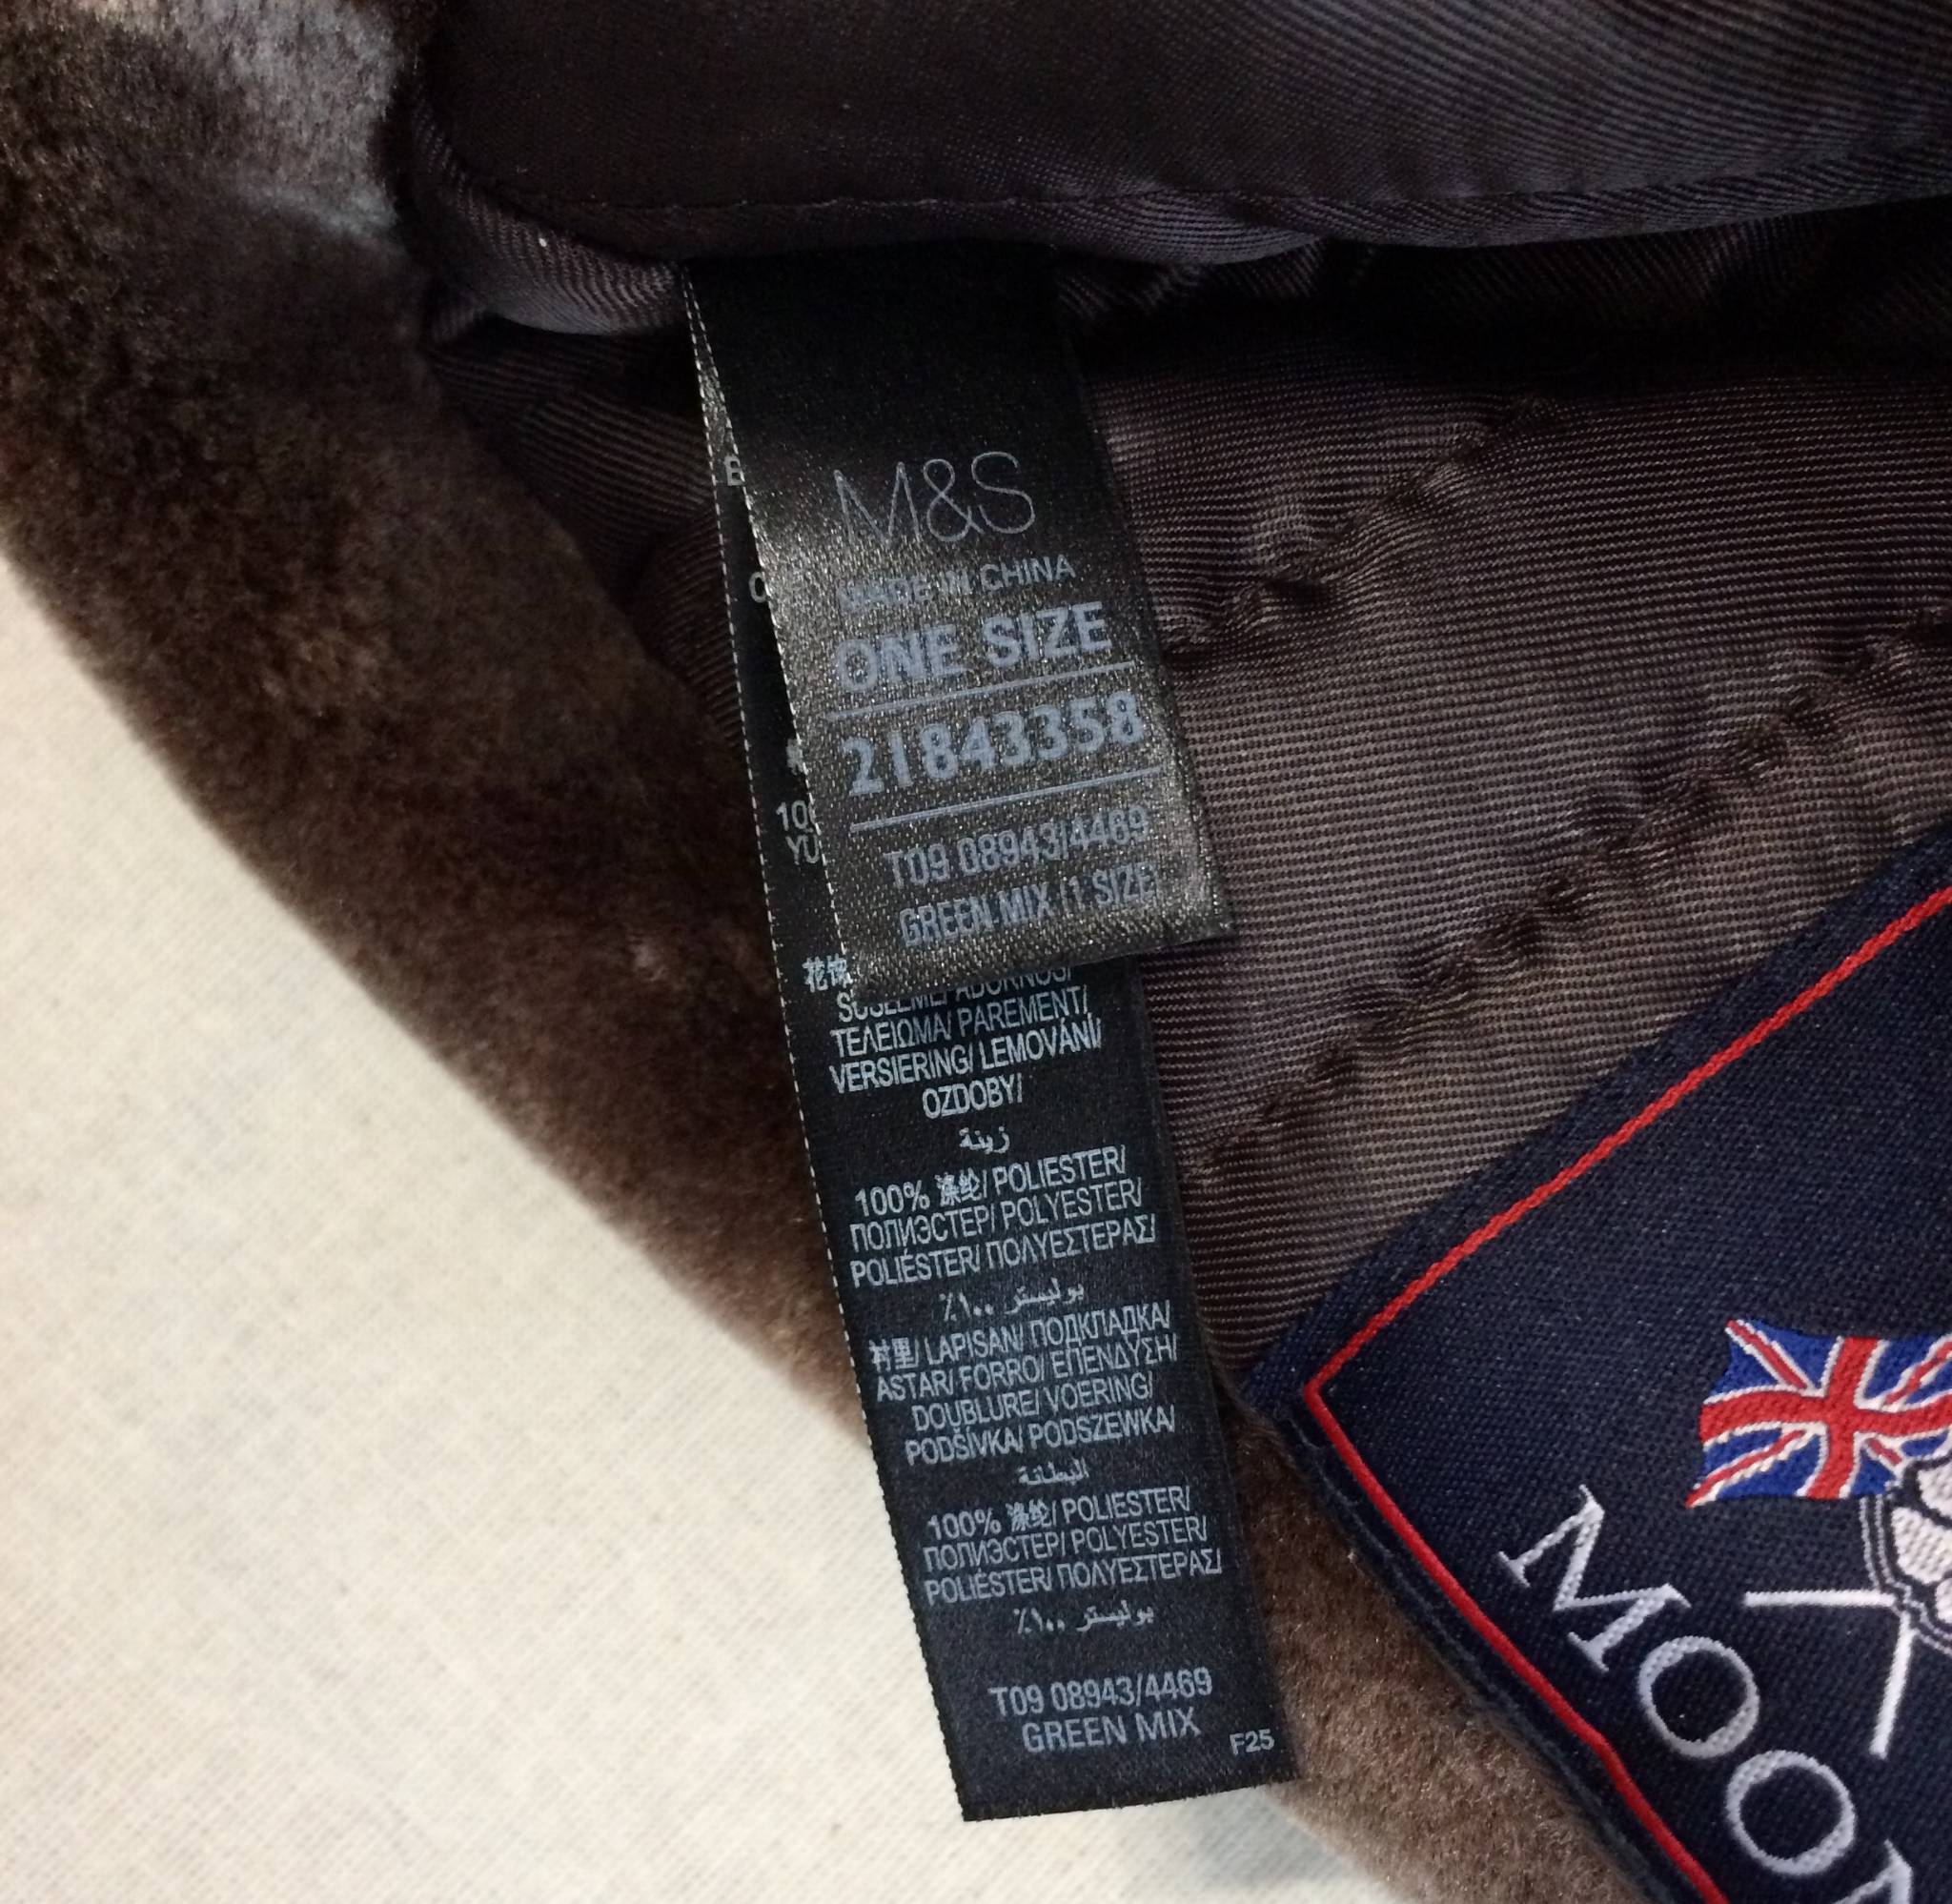 M&S
MADE IN CHINA
ONE SIZE
21843358
T09 08943/4469
GREEN MIX (1 SIZE)
ΤΕΛΕΙΩΜΑ/ PAREMENT/
VERSIERING/ LEMOVÁNÍ/
OZDOBY/
زينة
100% 涤纶/ POLIESTER/
ПОЛИЭСТЕР/ POLYESTER/
POLIÉSTER/ ΠΟΛΥΕΣΤΕΡΑΣ/
بوليستر ١٠٠٪
衬里/ LAPISAN/ ПОДКЛАДКА/
ASTAR/ FORRO/ ΕΠΕΝΔΥΣΗ/
DOUBLURE/ VOERING/
PODŠÍVKA/ PODSZEWKA/
البطانة
100% 涤纶/ POLIESTER/
ПОЛИЭСТЕР/ POLYESTER/
POLIÉSTER/ ΠΟΛΥΕΣΤΕΡΑΣ/
بوليستر ١٠٠٪
T09 08943/4469
GREEN MIX
F25
MOO